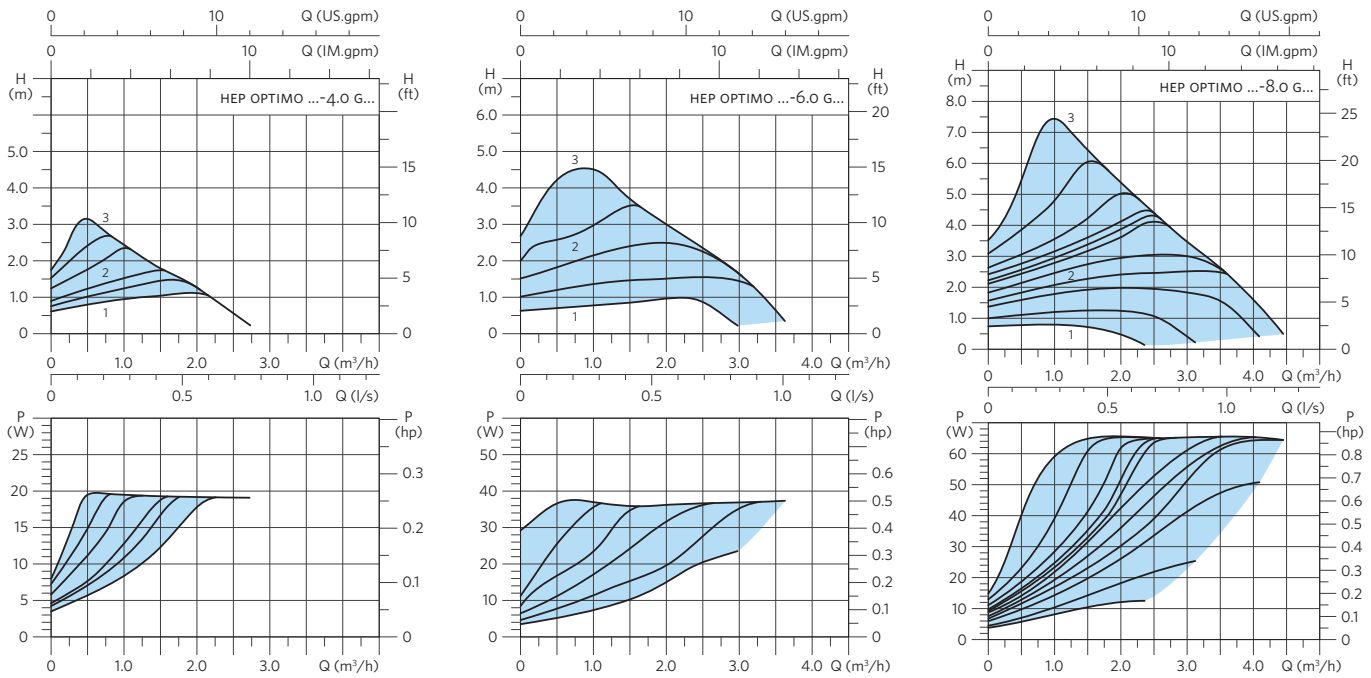 0 10 Q (US.gpm)
0 10 Q (IM.gpm)
H (m) H (ft)
HEP OPTIMO ...-4.0 G...
6.0 20
5.0 15
4.0
3.0 3 10
2.0 2 5
1.0 1
0 0
0 1.0 2.0 Q (m³/h)
0 0.5 1.0 Q (l/s)
P (W) P (hp)
25 0.4
20 0.3
15 0.2
10 0.1
5
0 0
0 1.0 2.0 3.0 Q (m³/h)
0 10 Q (US.gpm)
0 10 Q (IM.gpm)
H (m) H (ft)
HEP OPTIMO ...-6.0 G...
6.0 20
5.0 15
4.0 3
3.0 10
2.0 2 5
1.0 1
0 0
0 1.0 2.0 3.0 Q (m³/h)
0 0.5 1.0 Q (l/s)
P (W) P (hp)
50 0.6
40 0.5
30 0.4
20 0.3
10 0.2
0.1
0 0
0 1.0 2.0 3.0 4.0 Q (m³/h)
0 10 Q (US.gpm)
0 10 Q (IM.gpm)
H (m) H (ft)
HEP OPTIMO ...-8.0 G...
8.0 25
7.0 3
6.0 20
5.0 15
4.0
3.0 10
2.0 2 5
1.0 1
0 0
0 1.0 2.0 3.0 4.0 Q (m³/h)
0 0.5 1.0 Q (l/s)
P (W) P (hp)
60 0.8
50 0.7
40 0.6
30 0.5
20 0.4
10 0.3
0.2
0.1
0 0
0 1.0 2.0 3.0 4.0 Q (m³/h)